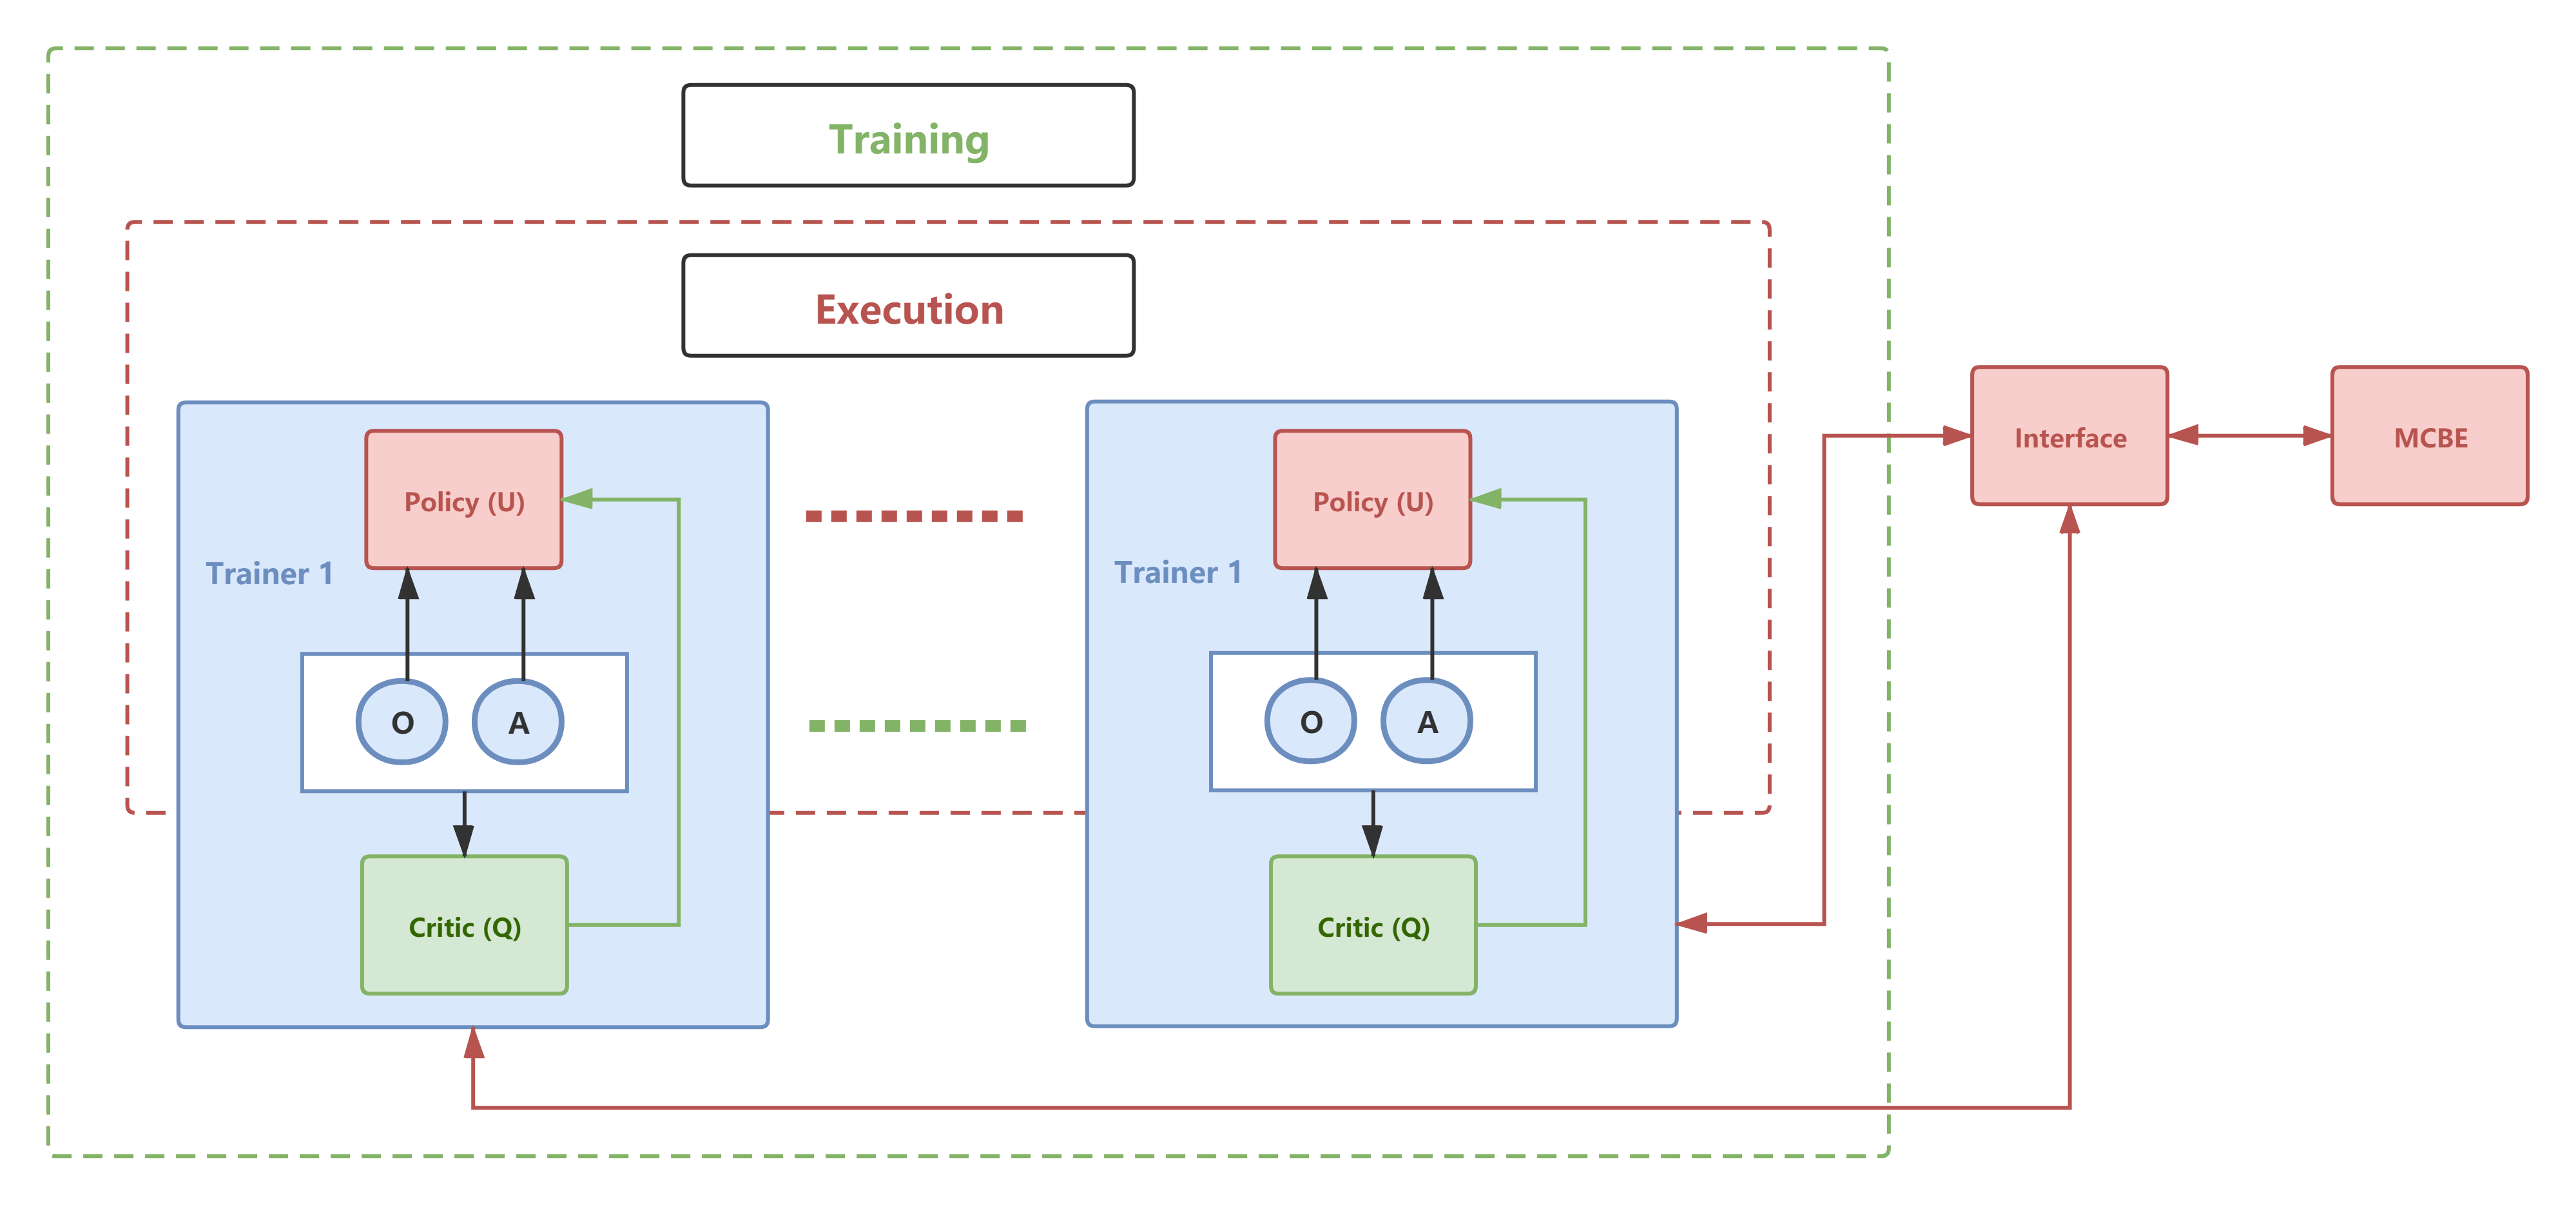 Training
Execution
Policy (U)
Trainer 1
O
A
Critic (Q)
Policy (U)
Trainer 1
O
A
Critic (Q)
Interface
MCBE